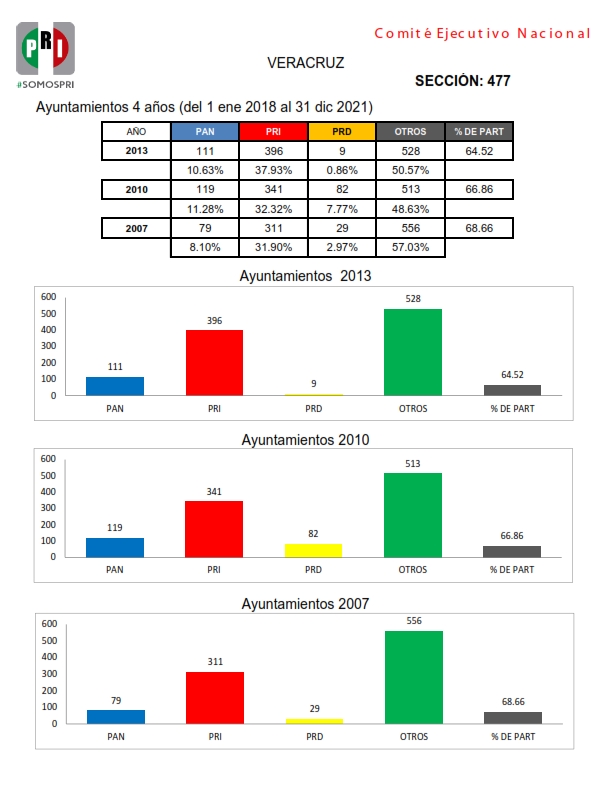 PRI
#SOMOSPRI
Comité Ejecutivo Nacional
VERACRUZ
SECCIÓN: 477
Ayuntamientos 4 años (del 1 ene 2018 al 31 dic 2021)
AÑO PAN PRI PRD OTROS % DE PART
2013 111 396 9 528 64.52
10.63% 37.93% 0.86% 50.57%
2010 119 341 82 513 66.86
11.28% 32.32% 7.77% 48.63%
2007 79 311 29 556 68.66
8.10% 31.90% 2.97% 57.03%
Ayuntamientos 2013
600
500
400
300
200
100
0
111 396 9 528 64.52
PAN PRI PRD OTROS % DE PART
Ayuntamientos 2010
600
500
400
300
200
100
0
119 341 82 513 66.86
PAN PRI PRD OTROS % DE PART
Ayuntamientos 2007
600
500
400
300
200
100
0
79 311 29 556 68.66
PAN PRI PRD OTROS % DE PART